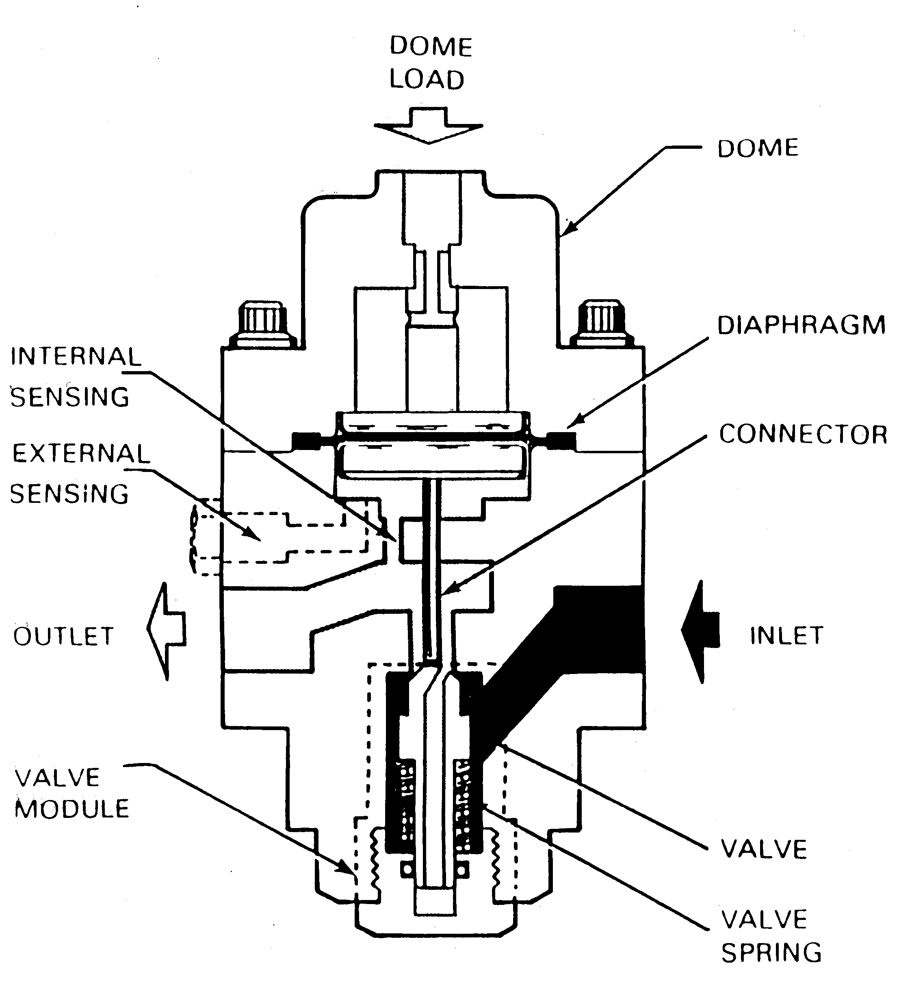 DOME
LOAD
DOME
DIAPHRAGM
INTERNAL
SENSING
CONNECTOR
EXTERNAL
SENSING
OUTLET
INLET
VALVE
MODULE
VALVE
VALVE
SPRING